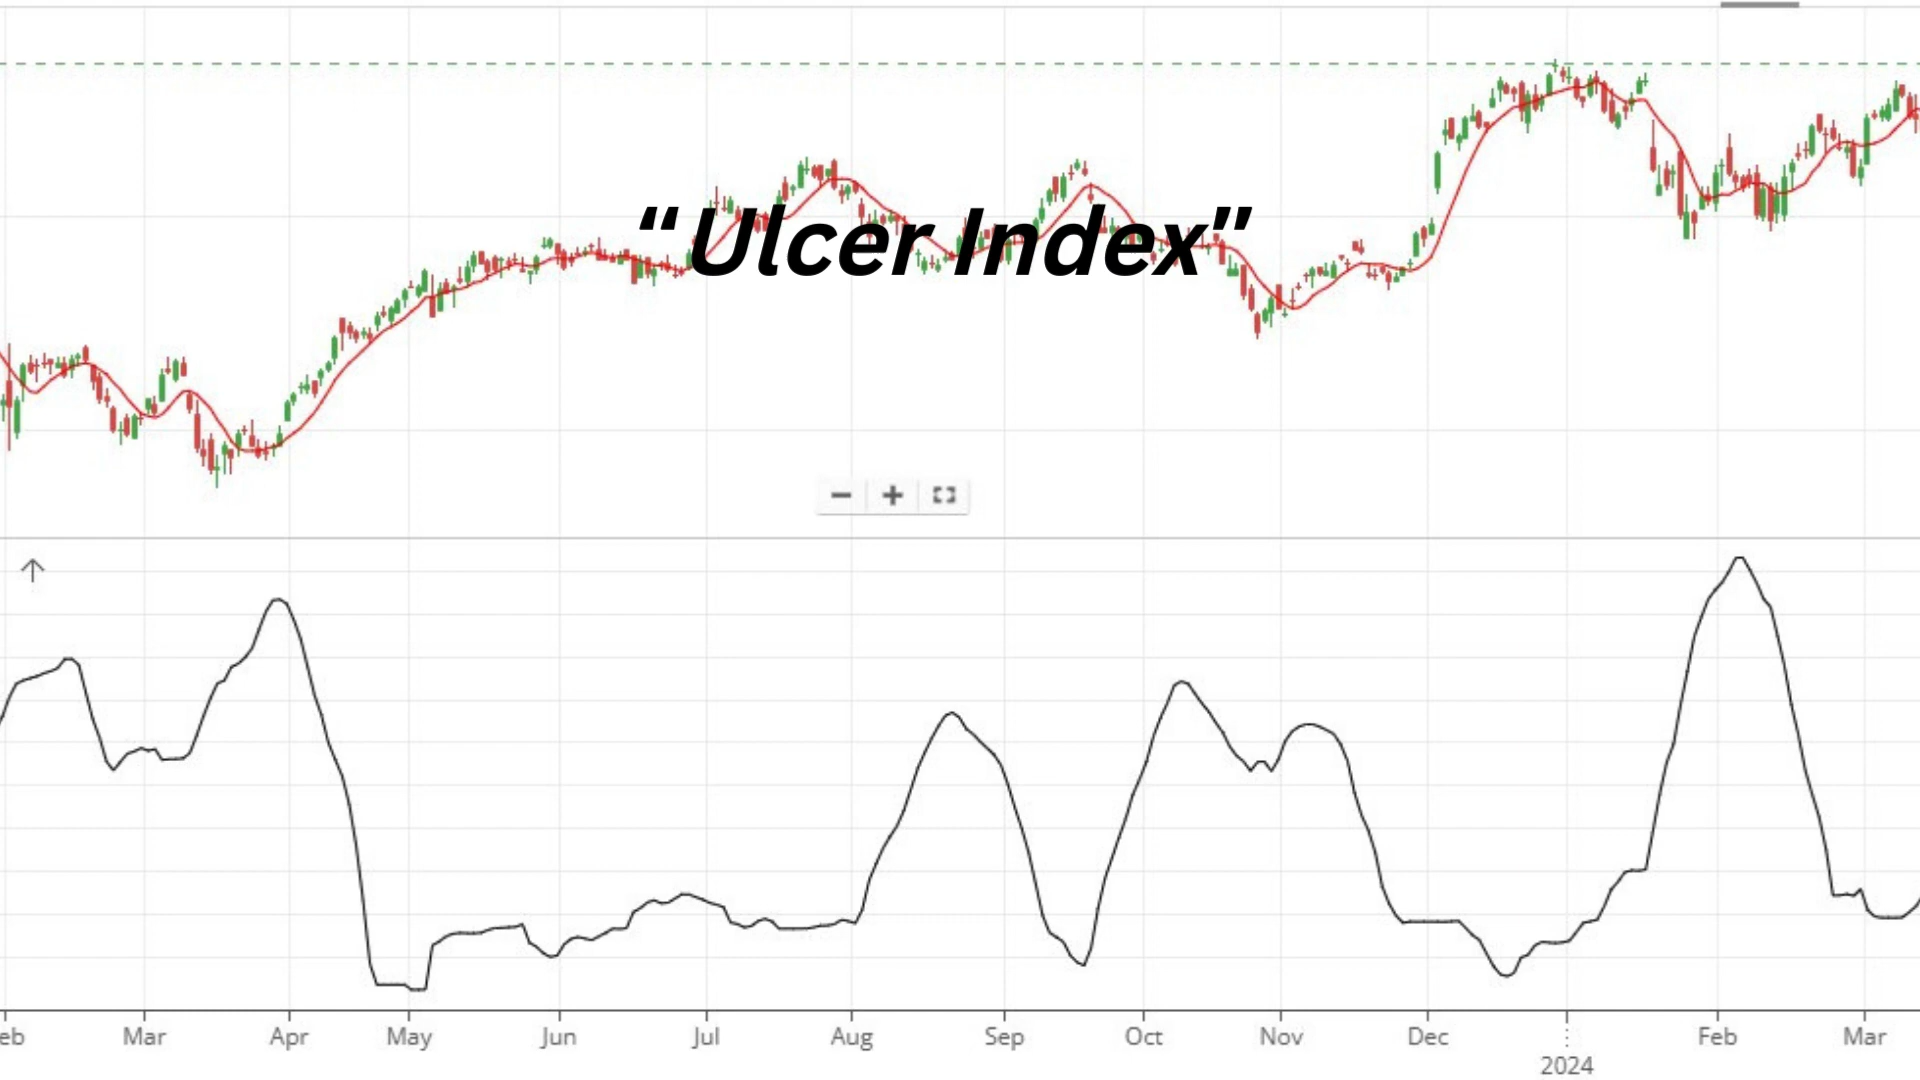 “Ulcer Index”
eb Mar Apr May Jun Jul Aug Sep Oct Nov Dec Feb Mar
2024